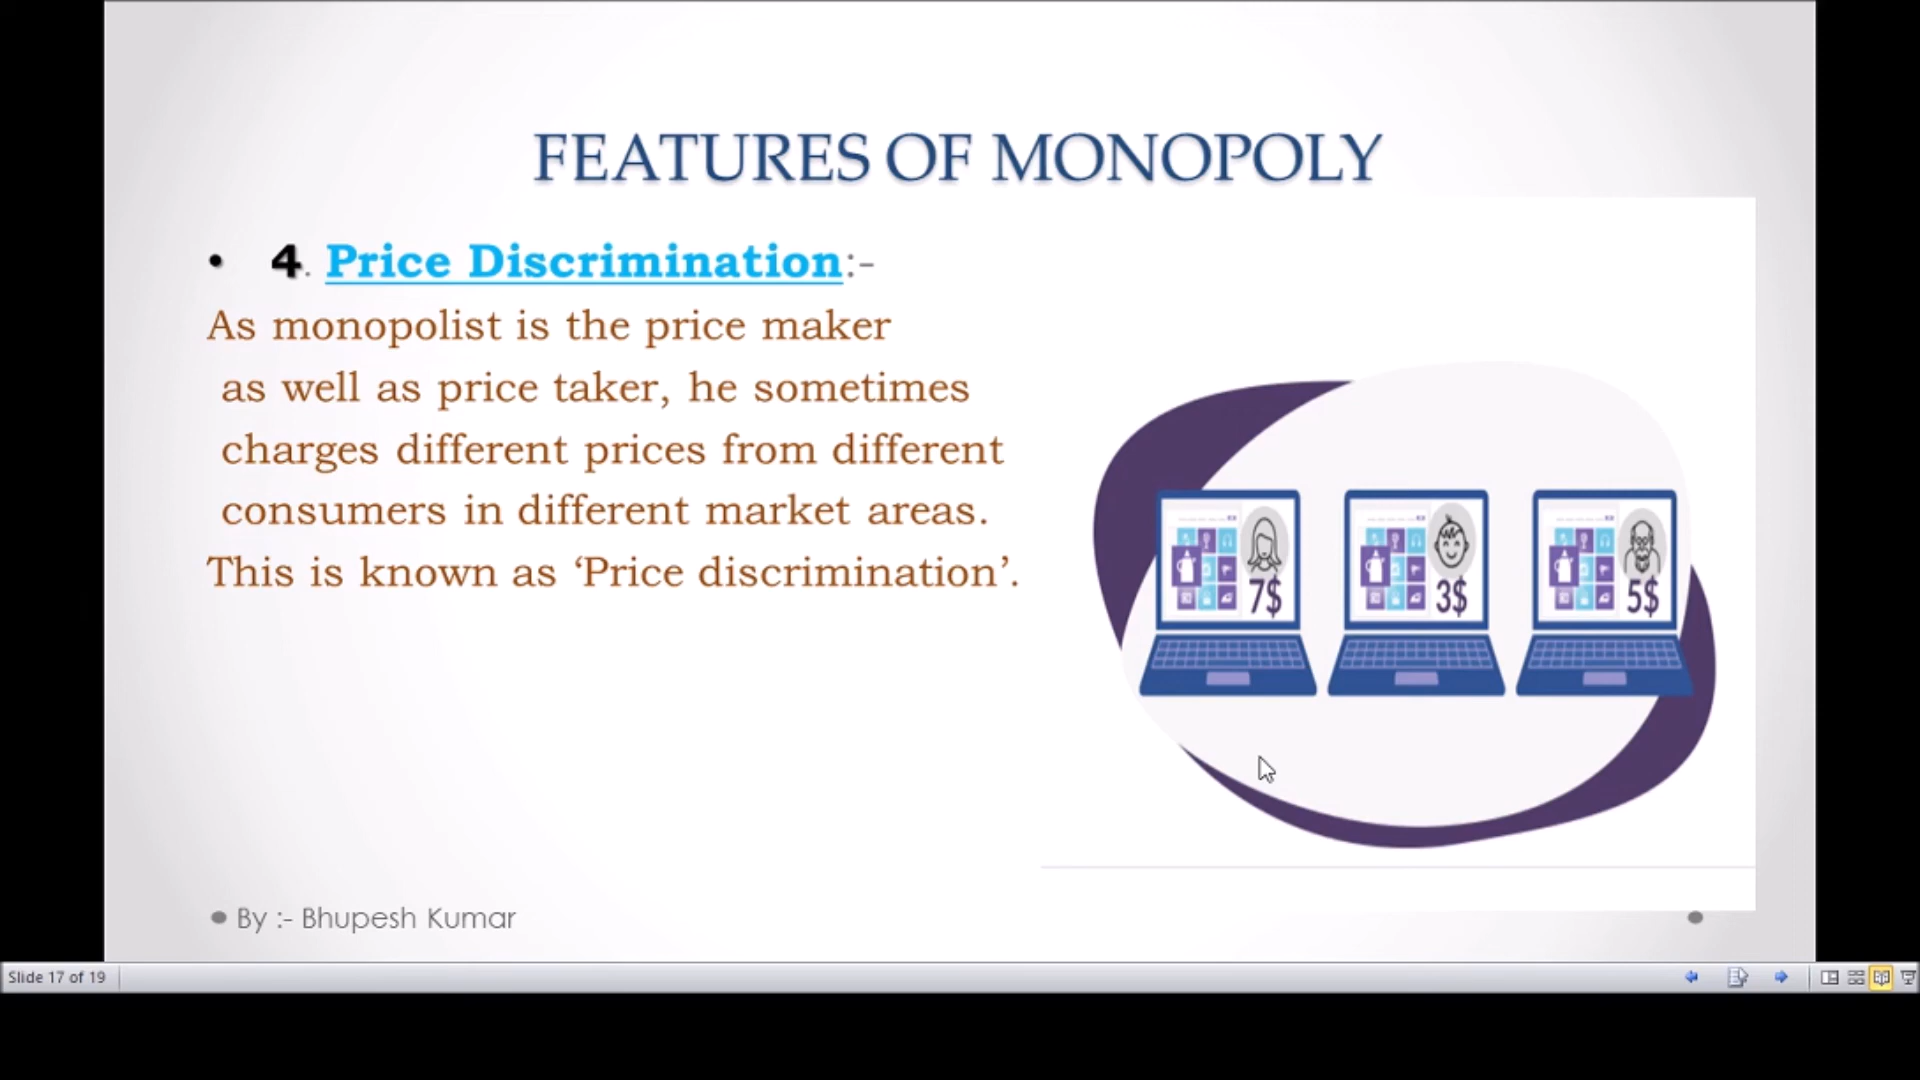 FEATURES OF MONOPOLY
• 4. Price Discrimination:-
As monopolist is the price maker
as well as price taker, he sometimes
charges different prices from different
consumers in different market areas.
This is known as ‘Price discrimination’.
7$ 3$ 5$
By :- Bhupesh Kumar
Slide 17 of 19